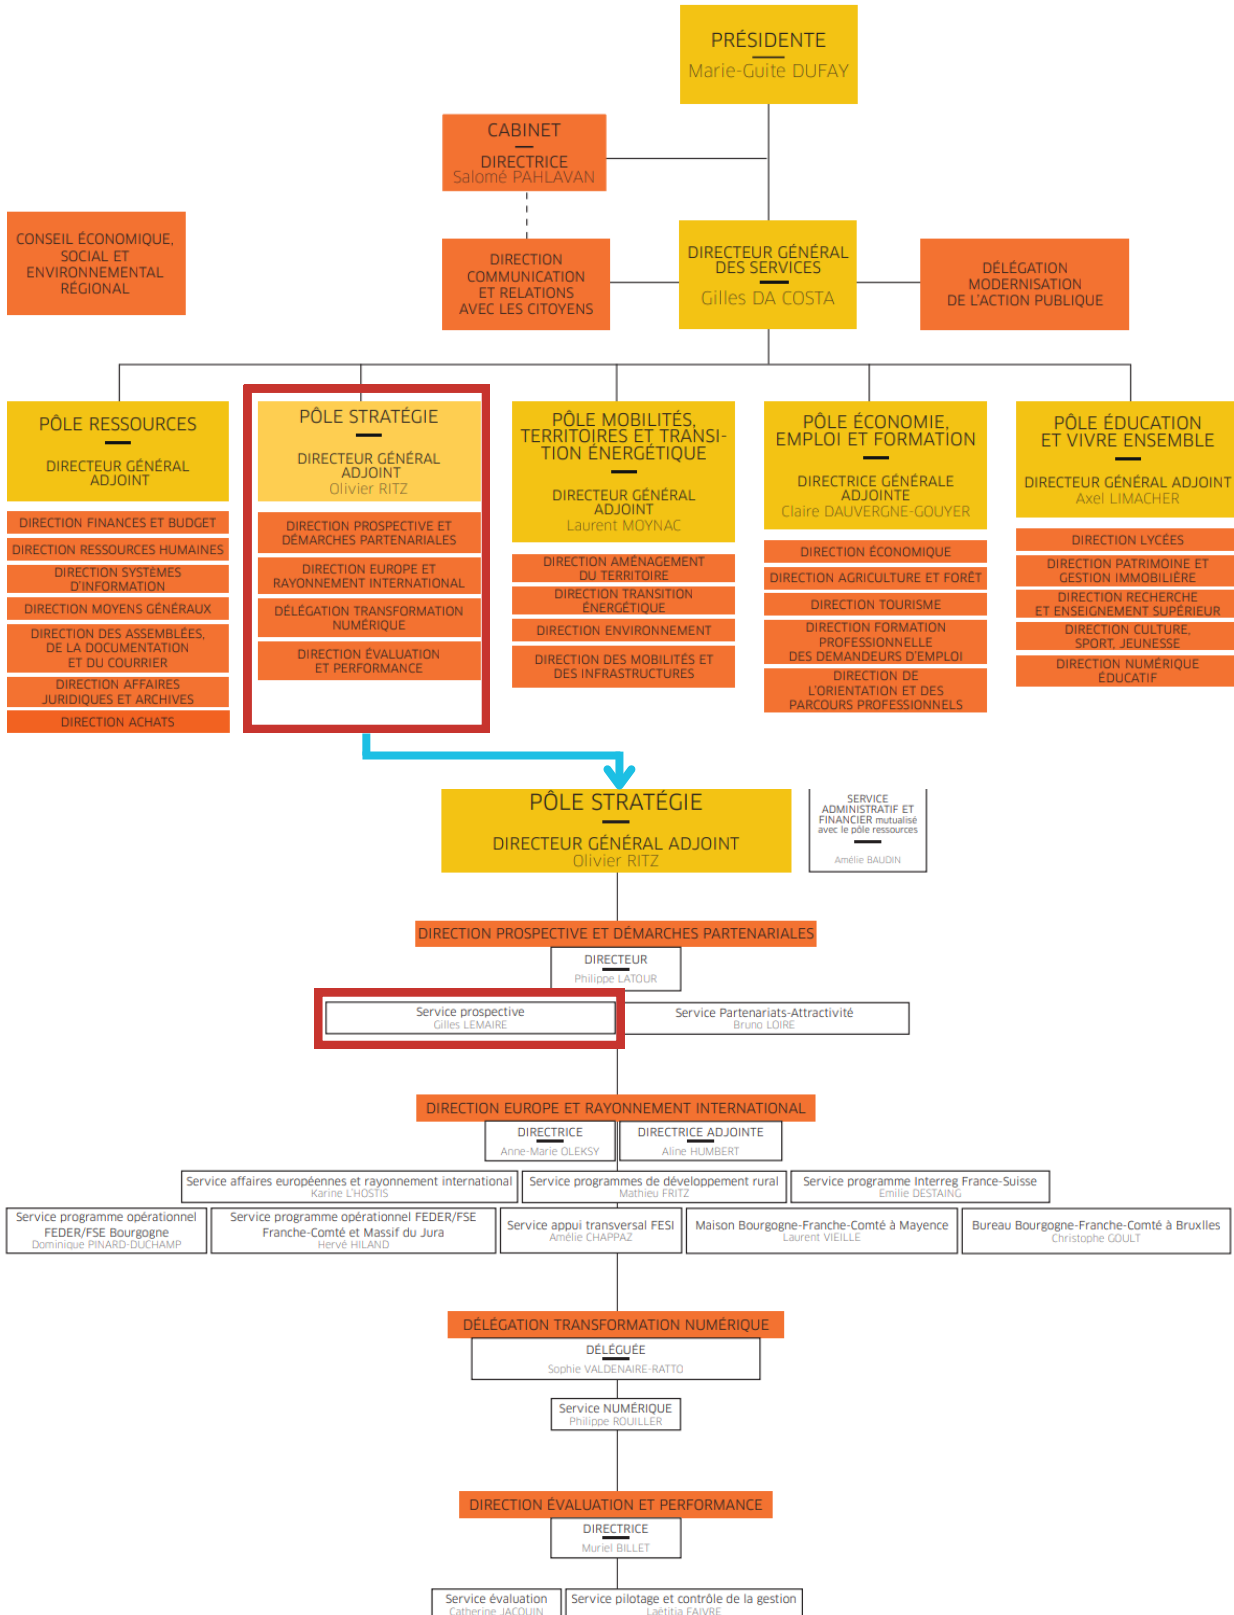 PRÉSIDENTE
Marie-Guite DUFAY
CABINET
DIRECTRICE
Salomé PAHLAVAN
CONSEIL ÉCONOMIQUE,
SOCIAL ET
ENVIRONNEMENTAL
RÉGIONAL
DIRECTION
COMMUNICATION
ET RELATIONS
AVEC LES CITOYENS
DIRECTEUR GÉNÉRAL
DES SERVICES
Gilles DA COSTA
DÉLÉGATION
MODERNISATION
DE L'ACTION PUBLIQUE
PÔLE RESSOURCES
DIRECTEUR GÉNÉRAL
ADJOINT
DIRECTION FINANCES ET BUDGET
DIRECTION RESSOURCES HUMAINES
DIRECTION SYSTÈMES
D'INFORMATION
DIRECTION MOYENS GÉNÉRAUX
DIRECTION DES ASSEMBLÉES,
DE LA DOCUMENTATION
ET DU COURRIER
DIRECTION AFFAIRES
JURIDIQUES ET ARCHIVES
DIRECTION ACHATS
PÔLE STRATÉGIE
DIRECTEUR GÉNÉRAL
ADJOINT
Olivier RITZ
DIRECTION PROSPECTIVE ET
DÉMARCHES PARTENARIALES
DIRECTION EUROPE ET
RAYONNEMENT INTERNATIONAL
DÉLÉGATION TRANSFORMATION
NUMÉRIQUE
DIRECTION ÉVALUATION
ET PERFORMANCE
PÔLE MOBILITÉS,
TERRITOIRES ET TRANSI-
TION ÉNERGÉTIQUE
DIRECTEUR GÉNÉRAL
ADJOINT
Laurent MOYNAC
DIRECTION AMÉNAGEMENT
DU TERRITOIRE
DIRECTION TRANSITION
ÉNERGÉTIQUE
DIRECTION ENVIRONNEMENT
DIRECTION DES MOBILITÉS ET
DES INFRASTRUCTURES
PÔLE ÉCONOMIE,
EMPLOI ET FORMATION
DIRECTRICE GÉNÉRALE
ADJOINTE
Claire DAUVERGNE-GOUYER
DIRECTION ÉCONOMIQUE
DIRECTION AGRICULTURE ET FORÊT
DIRECTION TOURISME
DIRECTION FORMATION
PROFESSIONNELLE
DES DEMANDEURS D'EMPLOI
DIRECTION DE
L'ORIENTATION ET DES
PARCOURS PROFESSIONNELS
PÔLE ÉDUCATION
ET VIVRE ENSEMBLE
DIRECTEUR GÉNÉRAL ADJOINT
Axel LIMACHER
DIRECTION LYCÉES
DIRECTION PATRIMOINE ET
GESTION IMMOBILIÈRE
DIRECTION RECHERCHE
ET ENSEIGNEMENT SUPÉRIEUR
DIRECTION CULTURE,
SPORT, JEUNESSE
DIRECTION NUMÉRIQUE
ÉDUCATIF
PÔLE STRATÉGIE
DIRECTEUR GÉNÉRAL ADJOINT
Olivier RITZ
SERVICE
ADMINISTRATIF ET
FINANCIER mutualisé
avec le pôle ressources
Amélie BAUDIN
DIRECTION PROSPECTIVE ET DÉMARCHES PARTENARIALES
DIRECTEUR
Philippe LATOUR
Service prospective
Gilles LEMAIRE
Service Partenariats-Attractivité
Bruno LOIRE
DIRECTION EUROPE ET RAYONNEMENT INTERNATIONAL
DIRECTRICE
Anne-Marie OLEKSY
DIRECTRICE ADJOINTE
Aline HUMBERT
Service affaires européennes et rayonnement international
Karine L'HOSTIS
Service programmes de développement rural
Mathieu FRITZ
Service programme Interreg France-Suisse
Emilie DESTAING
Service programme opérationnel
FEDER/FSE Bourgogne
Dominique PINARD-DUCHAMP
Service programme opérationnel FEDER/FSE
Franche-Comté et Massif du Jura
Hervé HILAND
Service appui transversal FESI
Amélie CHAPPAZ
Maison Bourgogne-Franche-Comté à Mayence
Laurent VIEILLE
Bureau Bourgogne-Franche-Comté à Bruxlles
Christophe GOULT
DÉLÉGATION TRANSFORMATION NUMÉRIQUE
DÉLÉGUÉE
Sophie VALDENAIRE-RATTO
Service NUMÉRIQUE
Philippe ROUILLER
DIRECTION ÉVALUATION ET PERFORMANCE
DIRECTRICE
Muriel BILLET
Service évaluation
Catherine JACQUIN
Service pilotage et contrôle de la gestion
Laëtitia FAIVRE